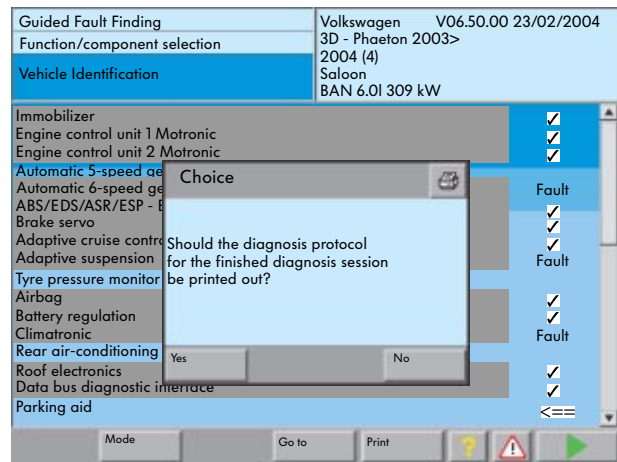 Guided Fault Finding
Function/component selection
Vehicle Identification
Volkswagen V06.50.00 23/02/2004
3D - Phaeton 2003>
2004 (4)
Saloon
BAN 6.0l 309 kW
Immobilizer ✓
Engine control unit 1 Motronic ✓
Engine control unit 2 Motronic ✓
Automatic 5-speed ge
Automatic 6-speed ge Fault
ABS/EDS/ASR/ESP - E ✓
Brake servo ✓
Adaptive cruise contro ✓
Adaptive suspension Fault
Tyre pressure monitor
Airbag ✓
Battery regulation ✓
Climatronic Fault
Rear air-conditioning
Roof electronics ✓
Data bus diagnostic interface ✓
Parking aid <==
Choice
Should the diagnosis protocol
for the finished diagnosis session
be printed out?
Yes No
Mode Go to Print ? !